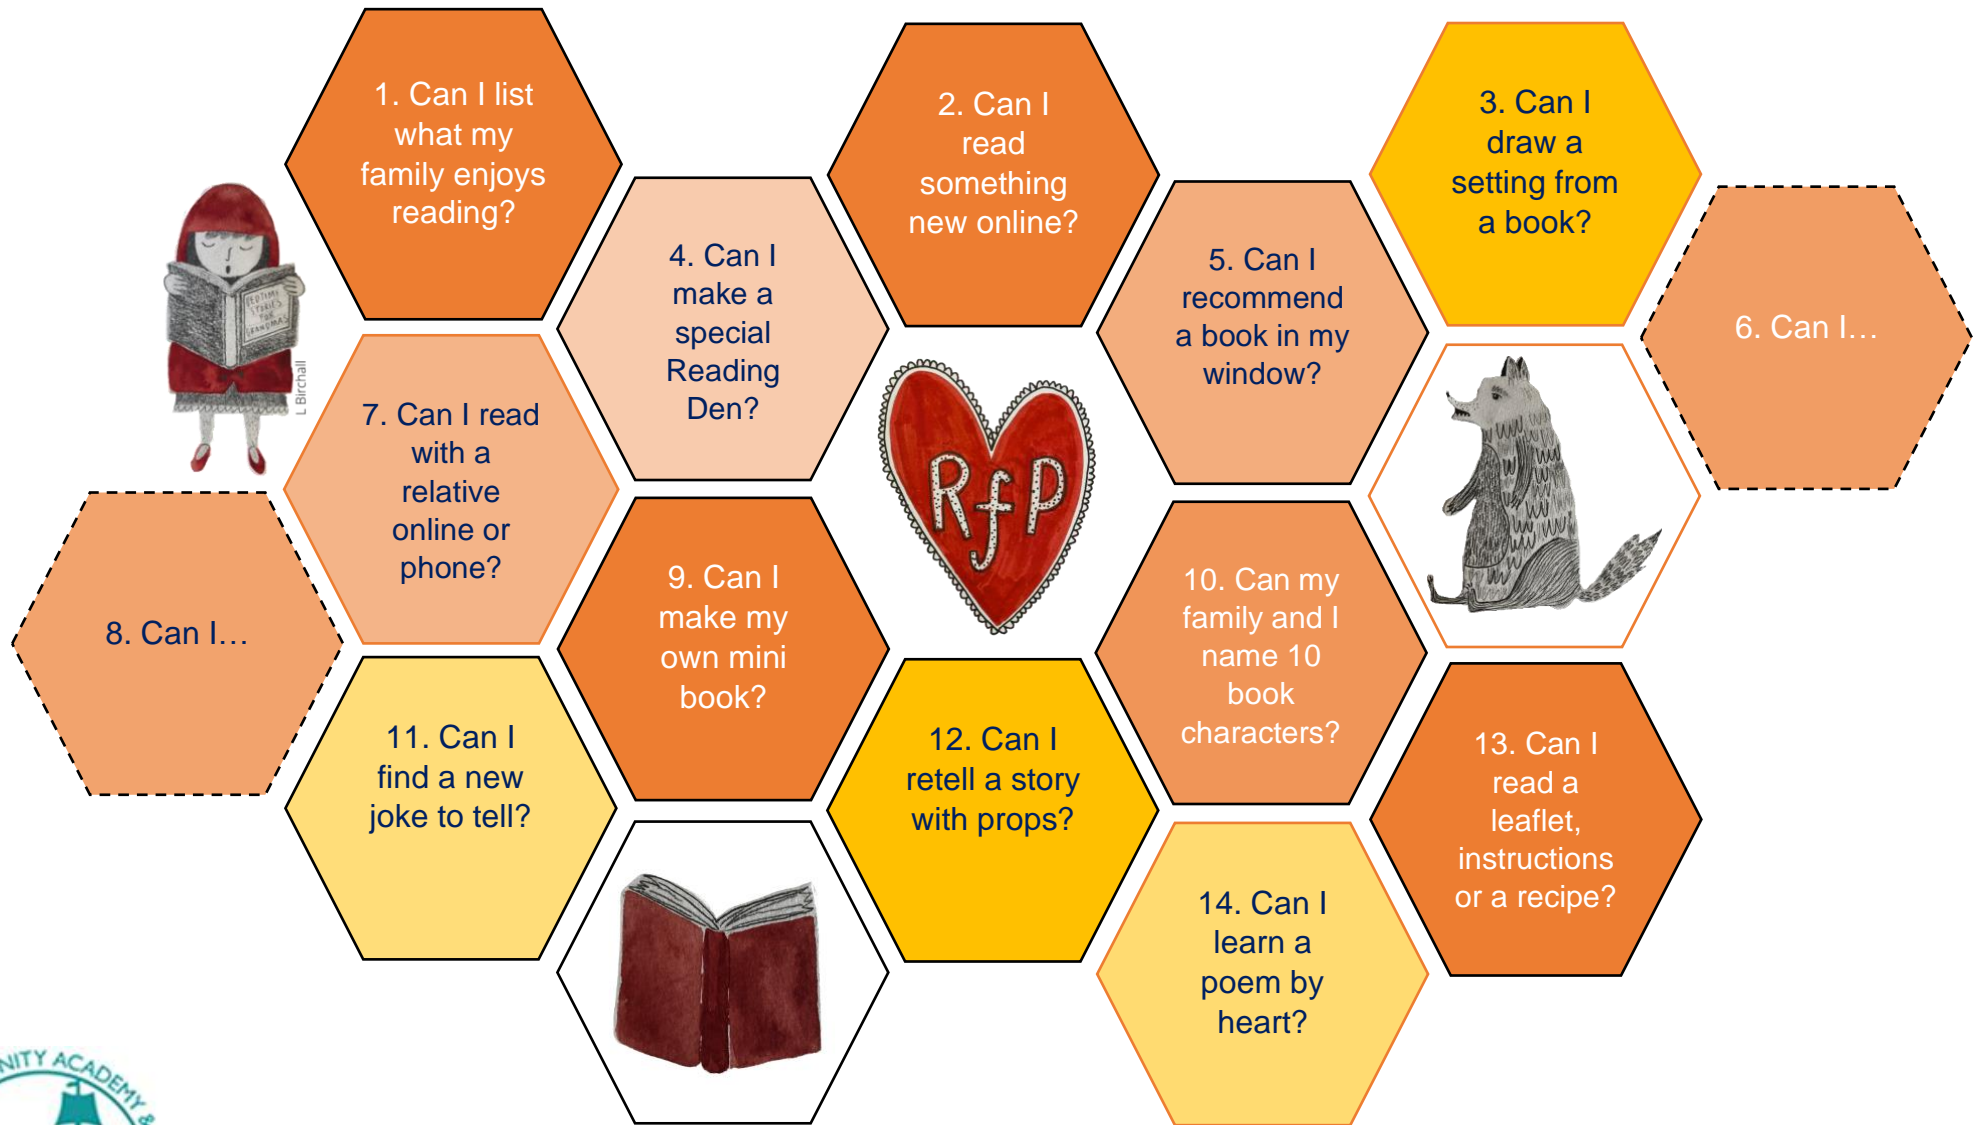 1. Can I list
what my
family enjoys
reading?
2. Can I
read
something
new online?
3. Can I
draw a
setting from
a book?
4. Can I
make a
special
Reading
Den?
5. Can I
recommend
a book in my
window?
6. Can I…
BEDTIME
STORIES
FOR
GRANDMAS
L Birchall
7. Can I read
with a
relative
online or
phone?
RfP
8. Can I…
9. Can I
make my
own mini
book?
10. Can my
family and I
name 10
book
characters?
11. Can I
find a new
joke to tell?
12. Can I
retell a story
with props?
13. Can I
read a
leaflet,
instructions
or a recipe?
14. Can I
learn a
poem by
heart?
ACADEMY &